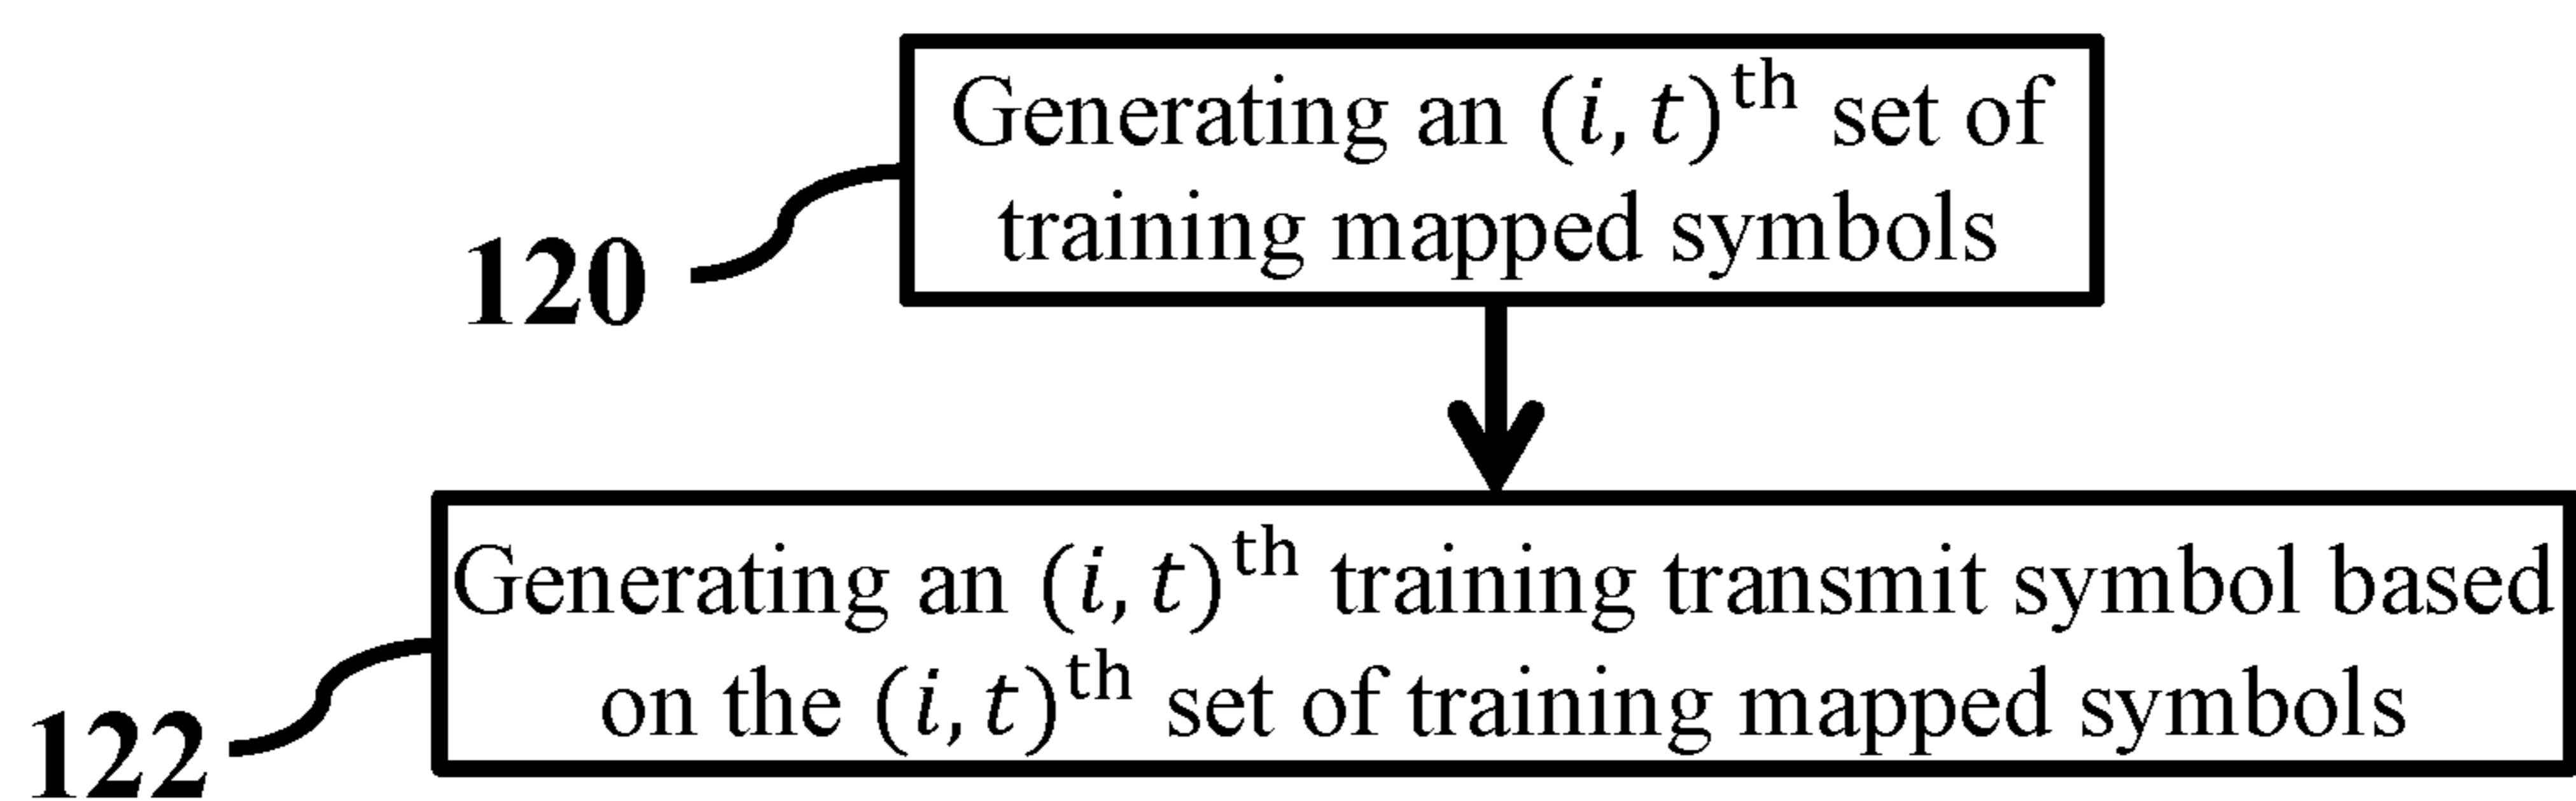 Generating an (i, t)th set of
training mapped symbols
120
Generating an (i, t)th training transmit symbol based
on the (i, t)th set of training mapped symbols
122